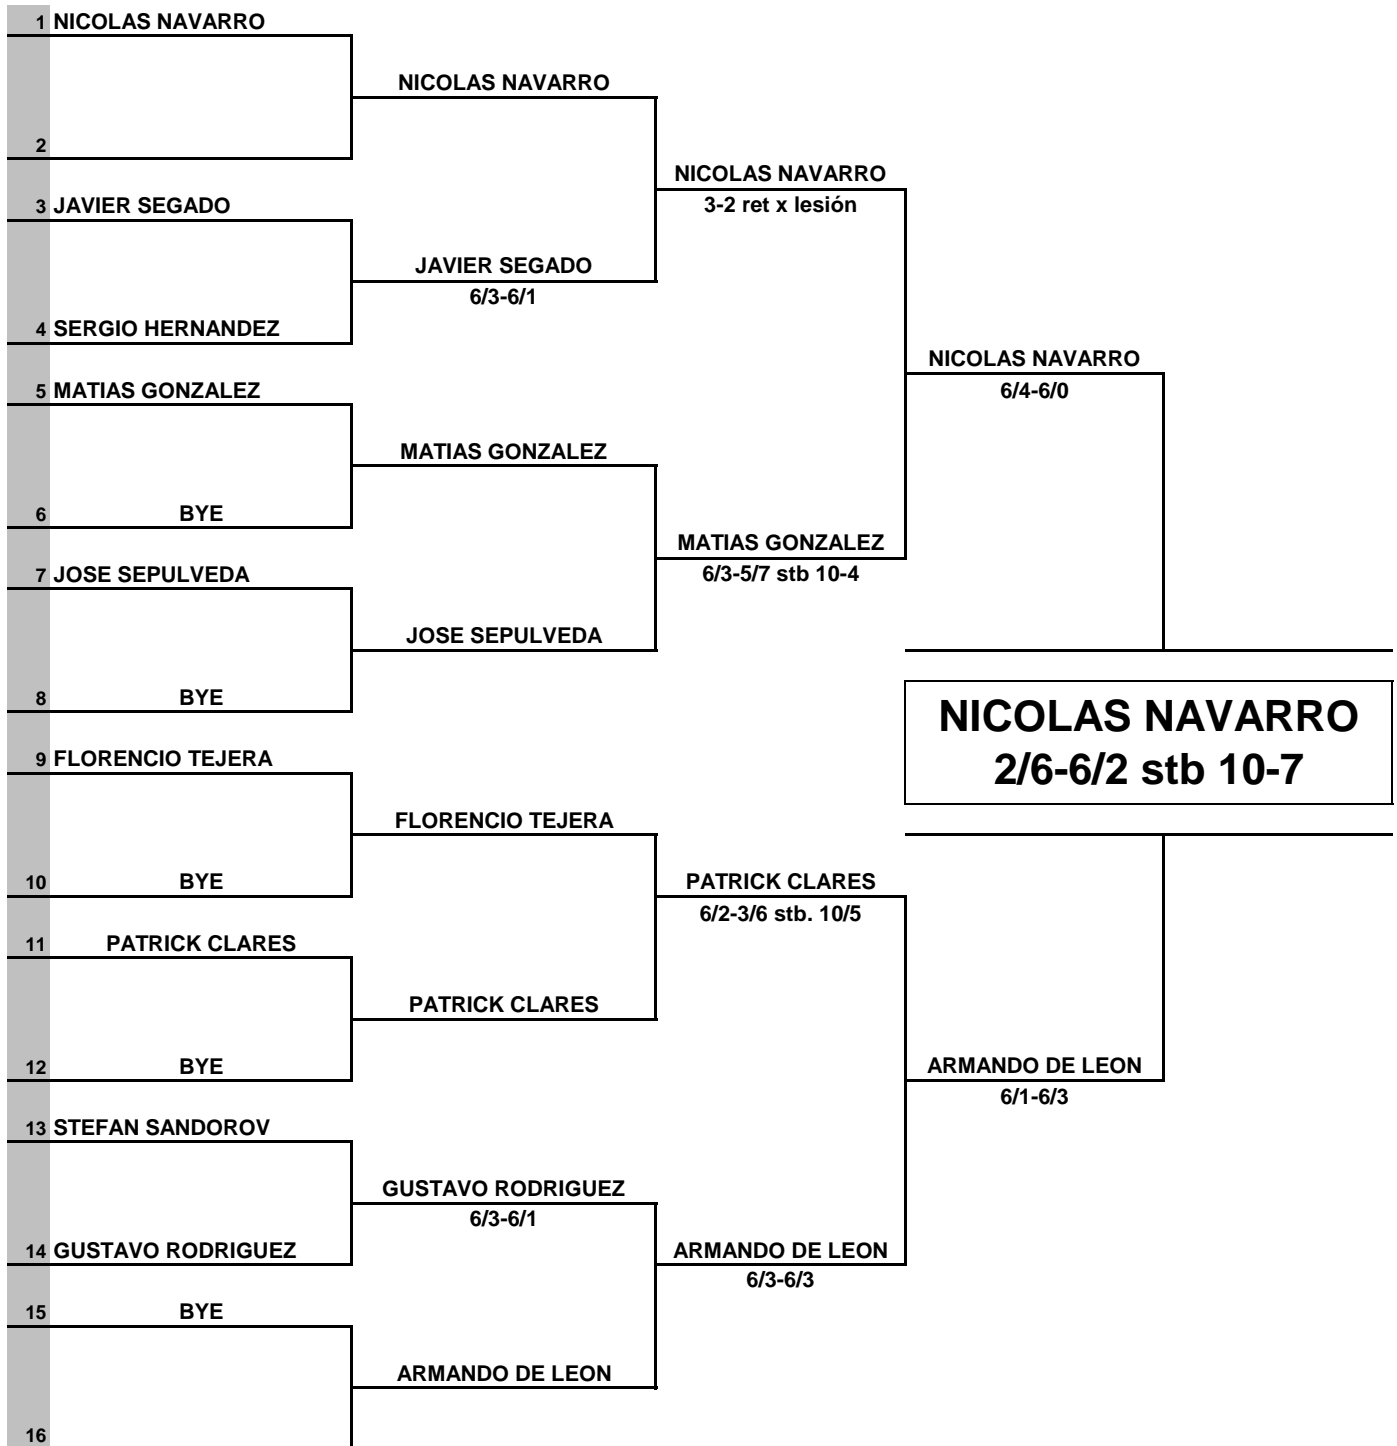 1 NICOLAS NAVARRO
NICOLAS NAVARRO
2
NICOLAS NAVARRO
3 JAVIER SEGADO
3-2 ret x lesión
JAVIER SEGADO
6/3-6/1
4 SERGIO HERNANDEZ
NICOLAS NAVARRO
5 MATIAS GONZALEZ
6/4-6/0
MATIAS GONZALEZ
6 BYE
MATIAS GONZALEZ
7 JOSE SEPULVEDA
6/3-5/7 stb 10-4
JOSE SEPULVEDA
8 BYE
NICOLAS NAVARRO
2/6-6/2 stb 10-7
9 FLORENCIO TEJERA
FLORENCIO TEJERA
10 BYE
PATRICK CLARES
6/2-3/6 stb. 10/5
11 PATRICK CLARES
PATRICK CLARES
12 BYE
ARMANDO DE LEON
6/1-6/3
13 STEFAN SANDOROV
GUSTAVO RODRIGUEZ
6/3-6/1
14 GUSTAVO RODRIGUEZ
ARMANDO DE LEON
6/3-6/3
15 BYE
ARMANDO DE LEON
16